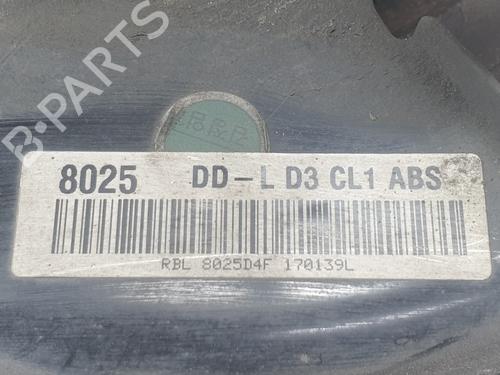 B-PARTS
8025 DD-L D3 CL1 ABS
RBL 8025D4F 170139L